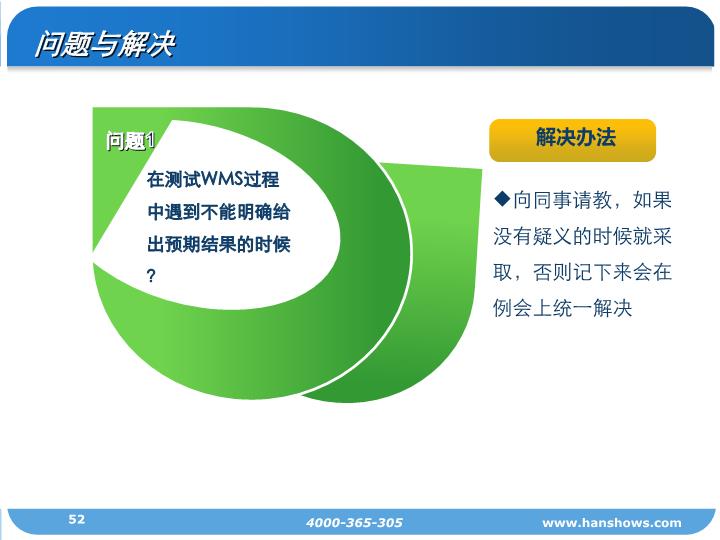 问题与解决
问题1
在测试WMS过程
中遇到不能明确给
出预期结果的时候
？
解决办法
◆向同事请教，如果
没有疑义的时候就采
取，否则记下来会在
例会上统一解决
52
4000-365-305
www.hanshows.com